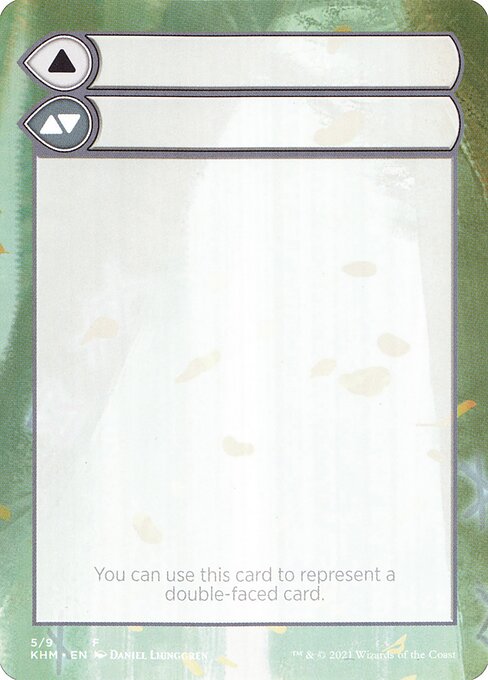 You can use this card to represent a
double-faced card.
5/9 F
KHM • EN Daniel Ljunggren ™ & © 2021 Wizards of the Coast